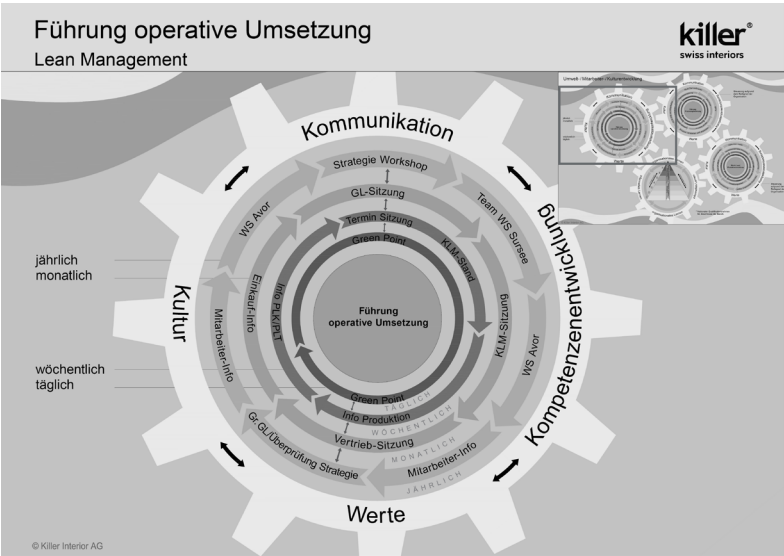 Führung operative Umsetzung
Lean Management
killer®
swiss interiors
Umwelt- / Mitarbeiter- / Kulturentwicklung
Kommunikation
Strategie Workshop
GL-Sitzung
Termin Sitzung
Green Point
WS Avor
Team WS Sursee
KLM-Stand
KLM-Sitzung
Kompetenzenentwicklung
jährlich
monatlich
Kultur
Mitarbeiter-Info
Einkauf-Info
Info PLK/PLT
Führung
operative Umsetzung
WS Avor
wöchentlich
täglich
Green Point
TÄGLICH
Info Produktion
WÖCHENTLICH
Vertrieb-Sitzung
MONATLICH
Gr. GL/Überprüfung Strategie
Mitarbeiter-Info
JÄHRLICH
Werte
© Killer Interior AG